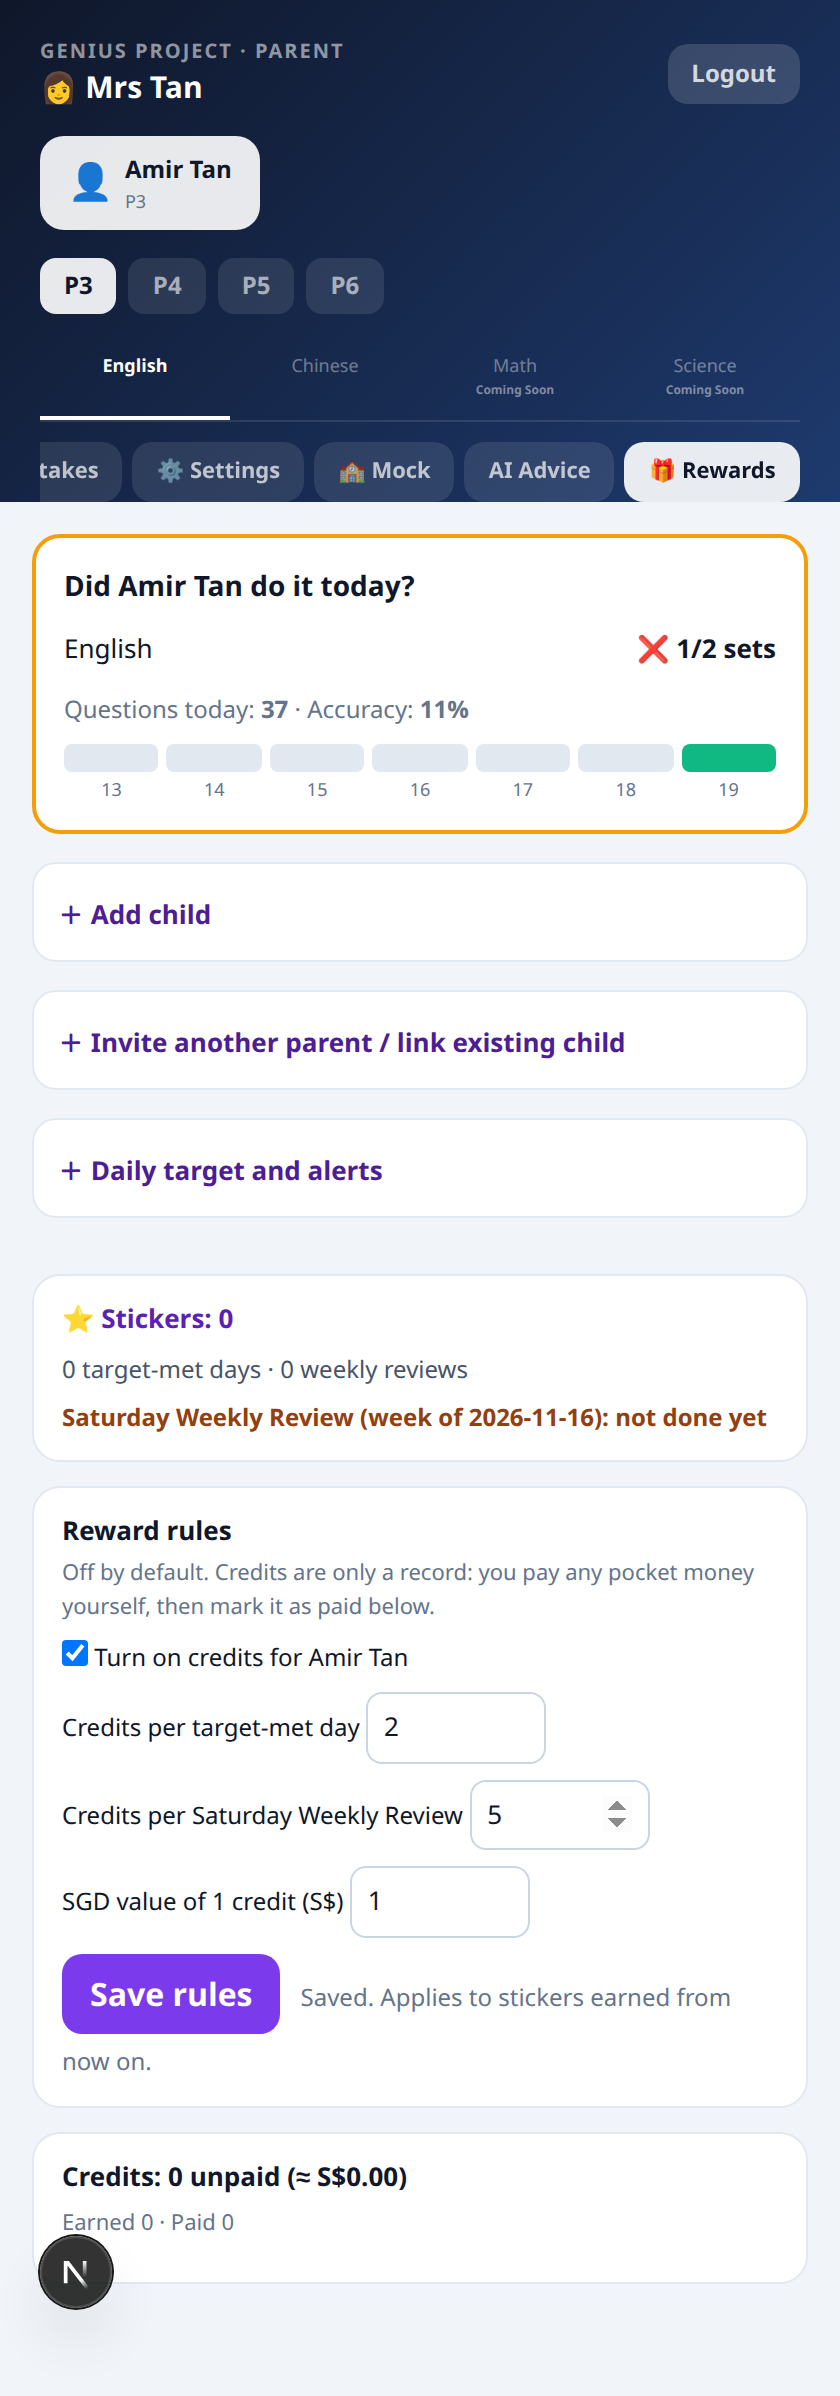 GENIUS PROJECT · PARENT
👩 Mrs Tan
Logout
Amir Tan
P3
P3 P4 P5 P6
English Chinese Math Science
Coming Soon Coming Soon
takes ⚙️ Settings 🏫 Mock AI Advice 🎁 Rewards
Did Amir Tan do it today?
English ❌ 1/2 sets
Questions today: 37 · Accuracy: 11%
13 14 15 16 17 18 19
+ Add child
+ Invite another parent / link existing child
+ Daily target and alerts
⭐ Stickers: 0
0 target-met days · 0 weekly reviews
Saturday Weekly Review (week of 2026-11-16): not done yet
Reward rules
Off by default. Credits are only a record: you pay any pocket money
yourself, then mark it as paid below.
Turn on credits for Amir Tan
Credits per target-met day 2
Credits per Saturday Weekly Review 5
SGD value of 1 credit (S$) 1
Save rules Saved. Applies to stickers earned from
now on.
Credits: 0 unpaid (≈ S$0.00)
Earned 0 · Paid 0
N